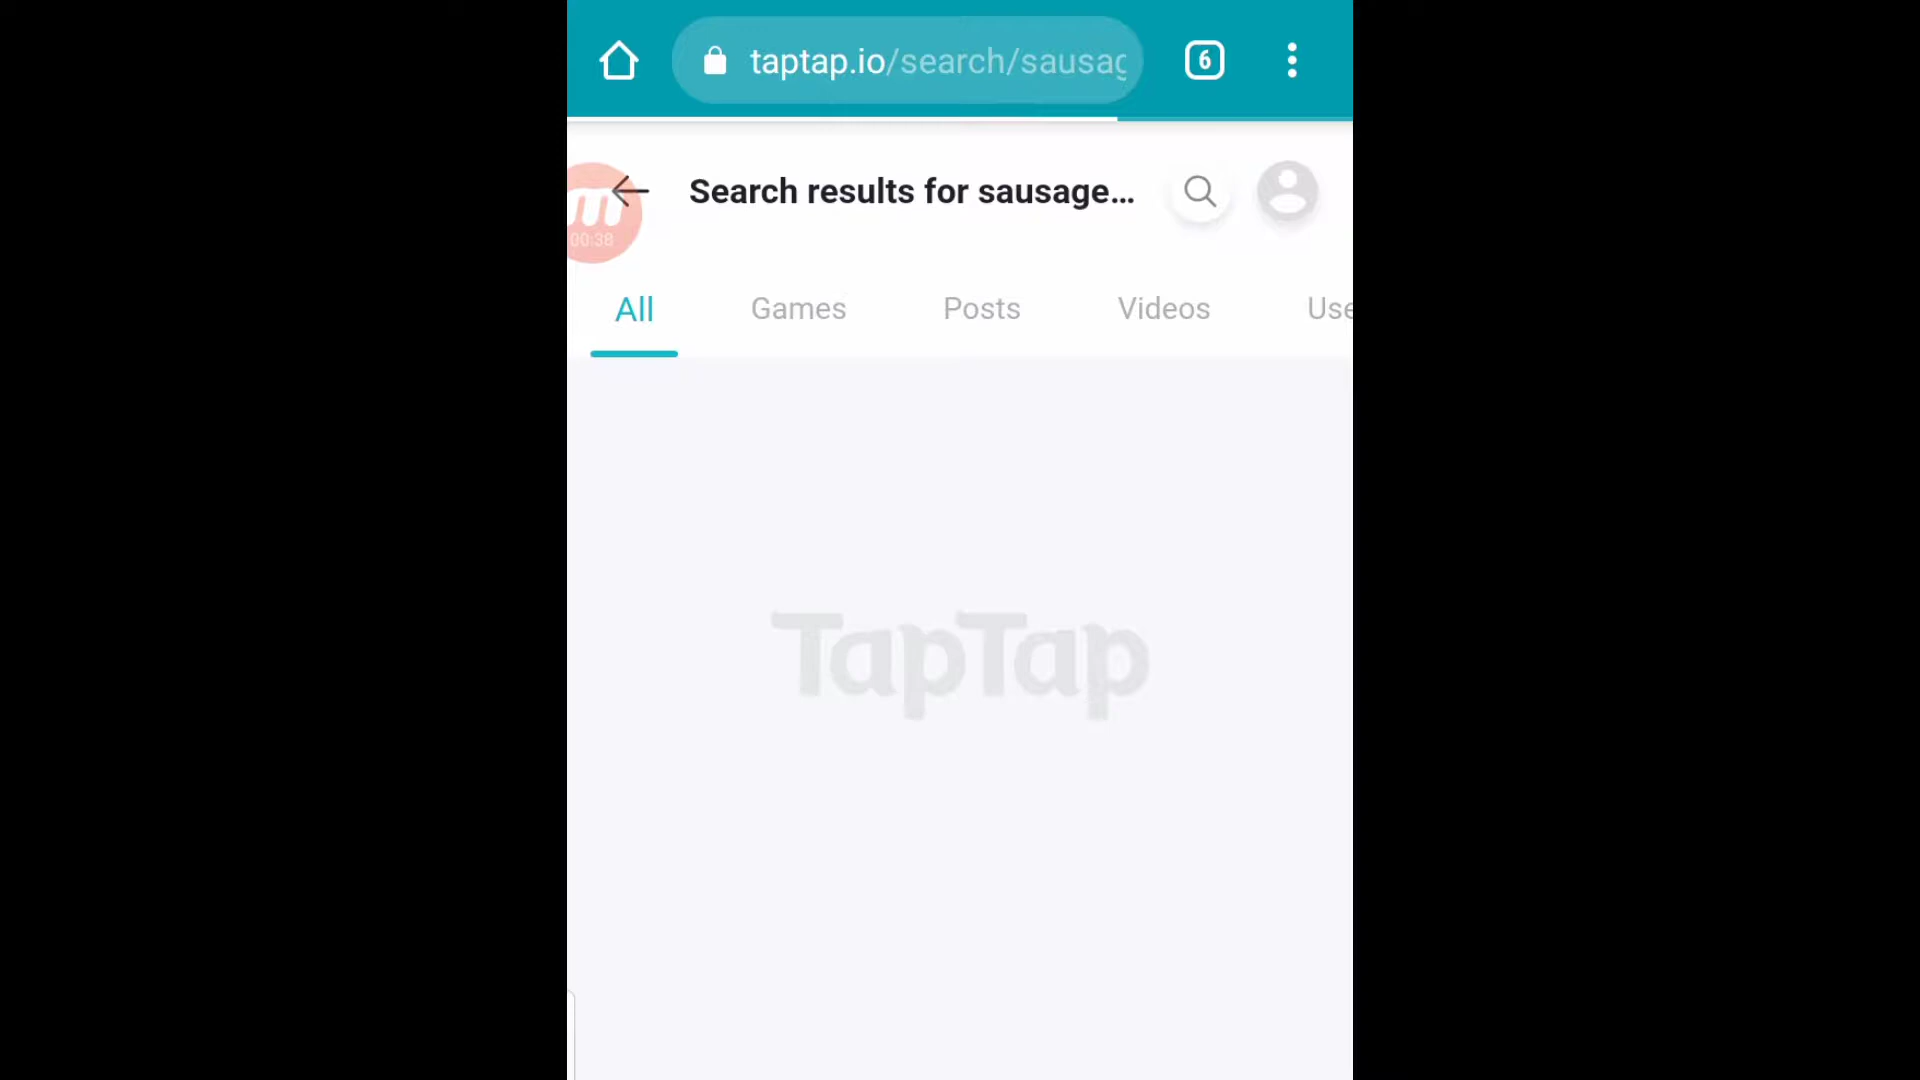 taptap.io/search/sausag
6
Search results for sausage...
m
00:38
All
Games
Posts
Videos
Use
TapTap